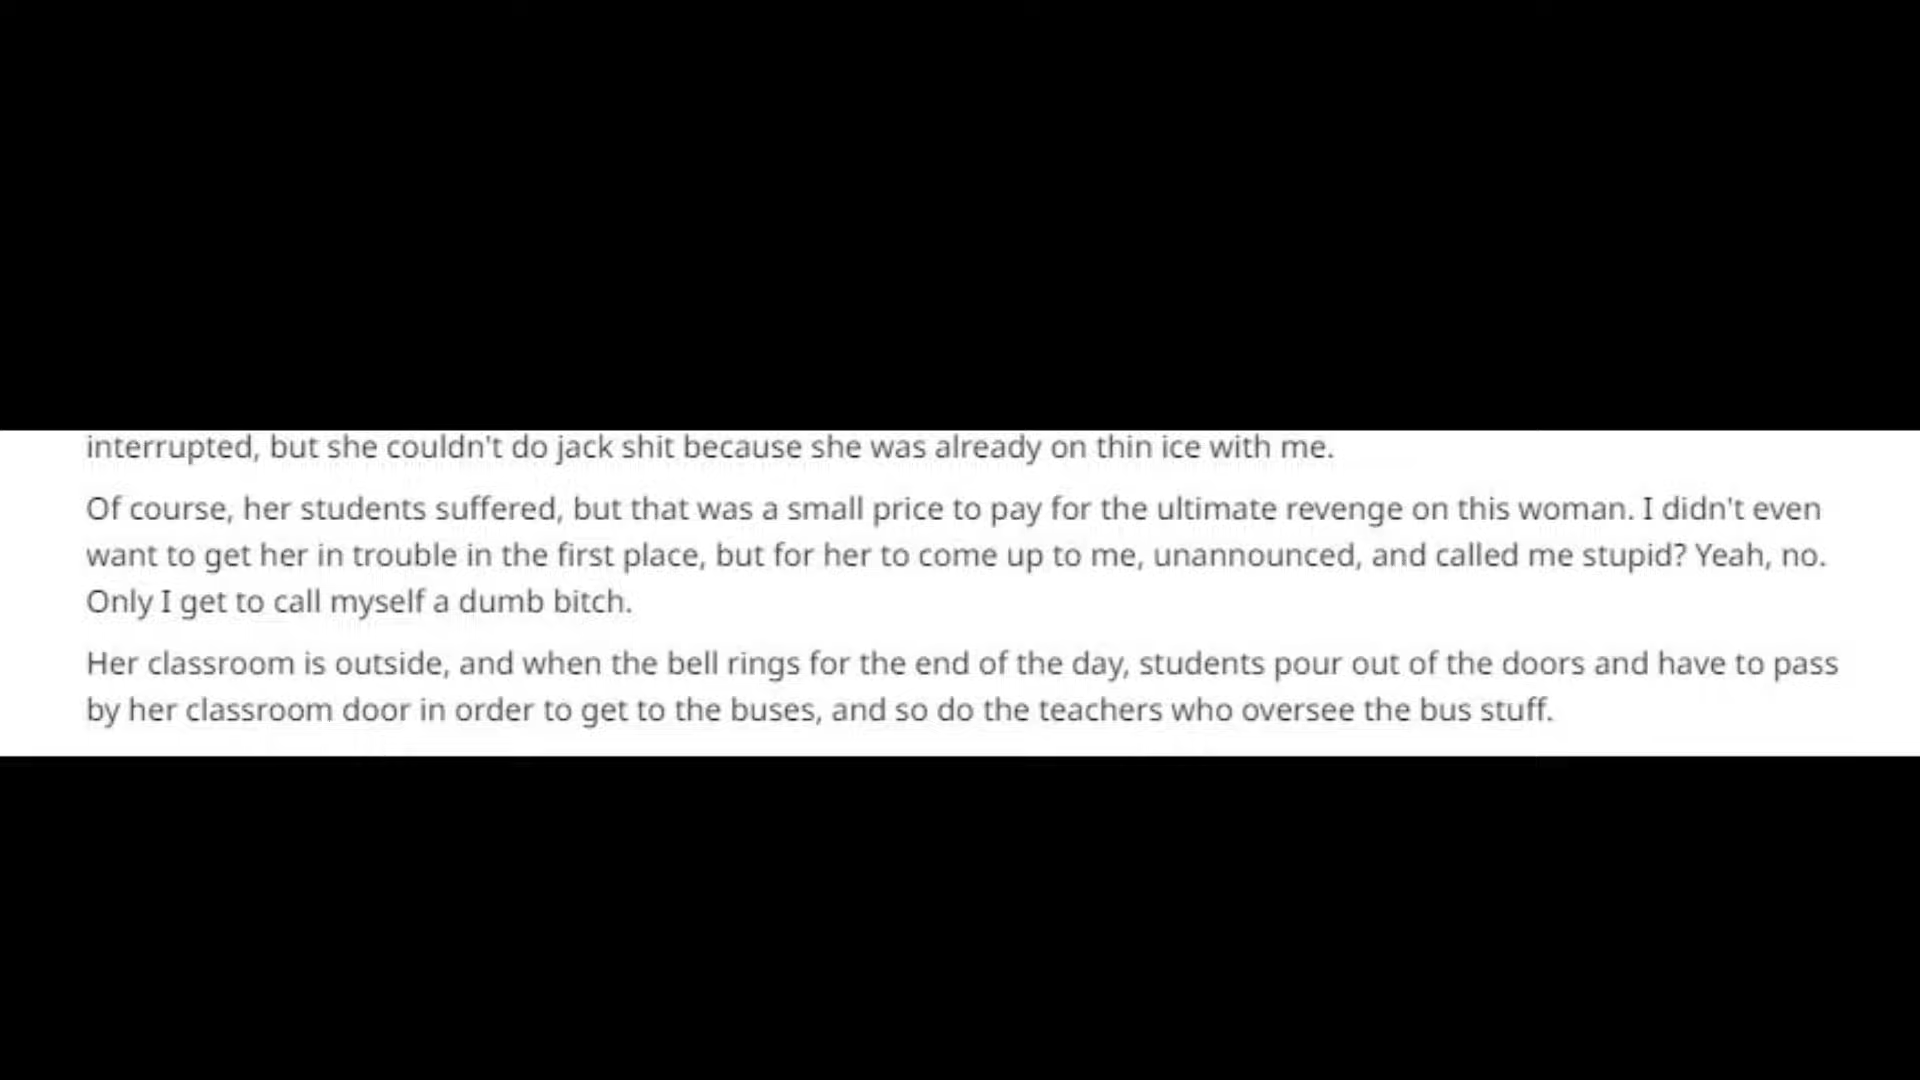 interrupted, but she couldn't do jack shit because she was already on thin ice with me.
Of course, her students suffered, but that was a small price to pay for the ultimate revenge on this woman. I didn't even
want to get her in trouble in the first place, but for her to come up to me, unannounced, and called me stupid? Yeah, no.
Only I get to call myself a dumb bitch.
Her classroom is outside, and when the bell rings for the end of the day, students pour out of the doors and have to pass
by her classroom door in order to get to the buses, and so do the teachers who oversee the bus stuff.